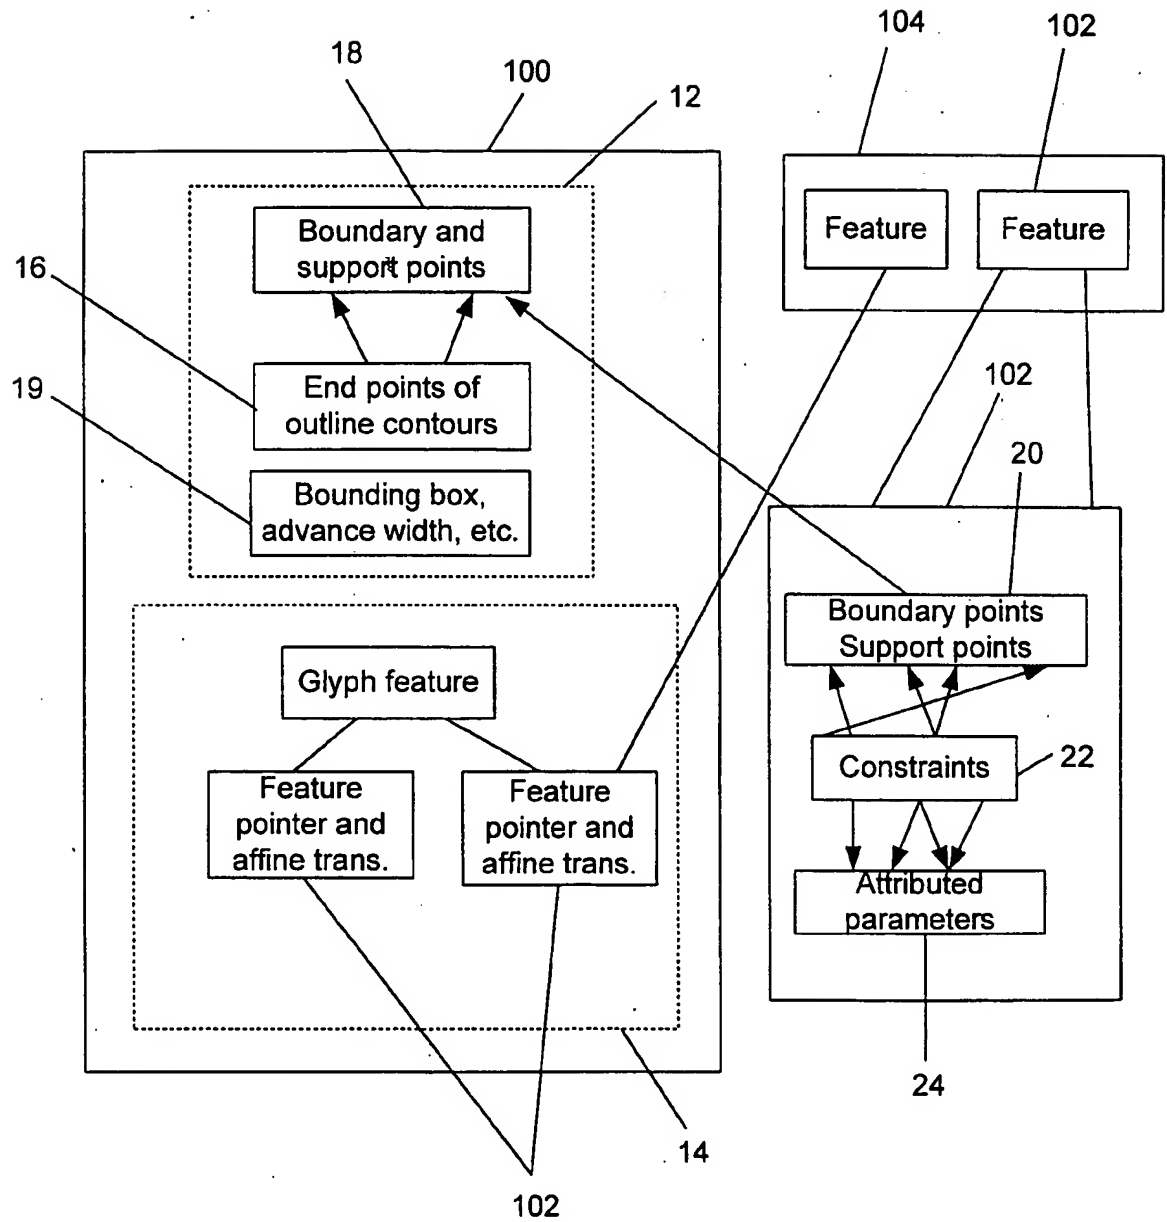 104
102
18
100
12
Boundary and
support points
Feature
Feature
16
End points of
outline contours
19
102
20
Bounding box,
advance width, etc.
Boundary points
Support points
Glyph feature
Constraints
22
Feature
pointer and
affine trans.
Feature
pointer and
affine trans.
Attributed
parameters
24
14
102